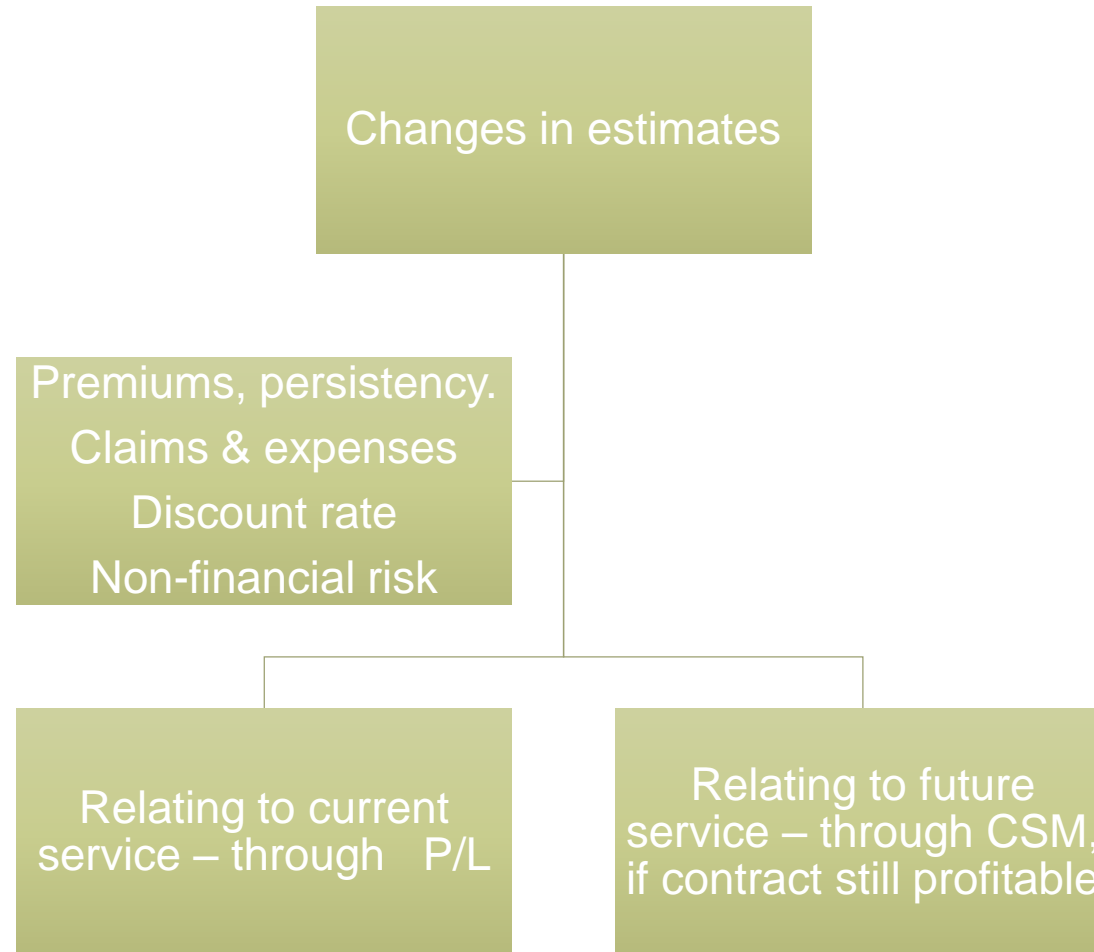 Changes in estimates
Premiums, persistency.
Claims & expenses
Discount rate
Non-financial risk
Relating to current
service – through P/L
Relating to future
service – through CSM,
if contract still profitable